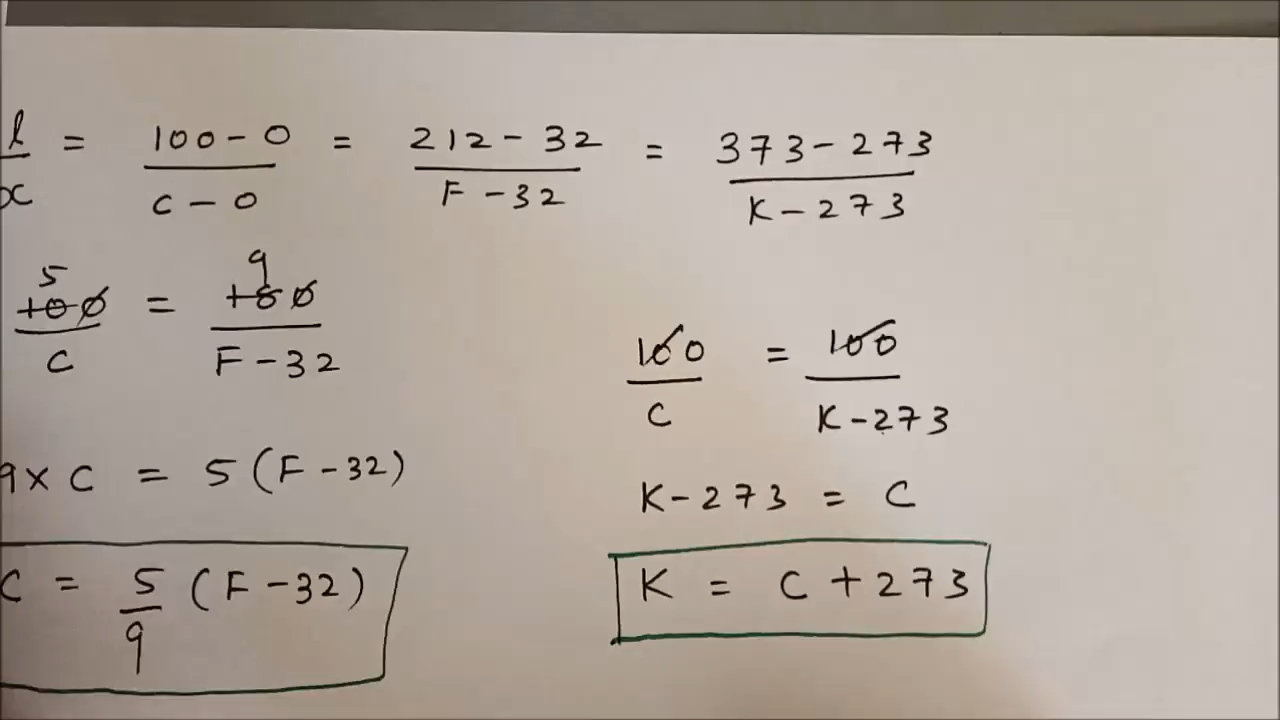 l/x = 100-0/C-0 = 212-32/F-32 = 373-273/K-273
5
9
100/C = 180/F-32
9xC = 5(F-32)
C = 5/9 (F-32)
100/C = 100/K-273
K-273 = C
K = C+273